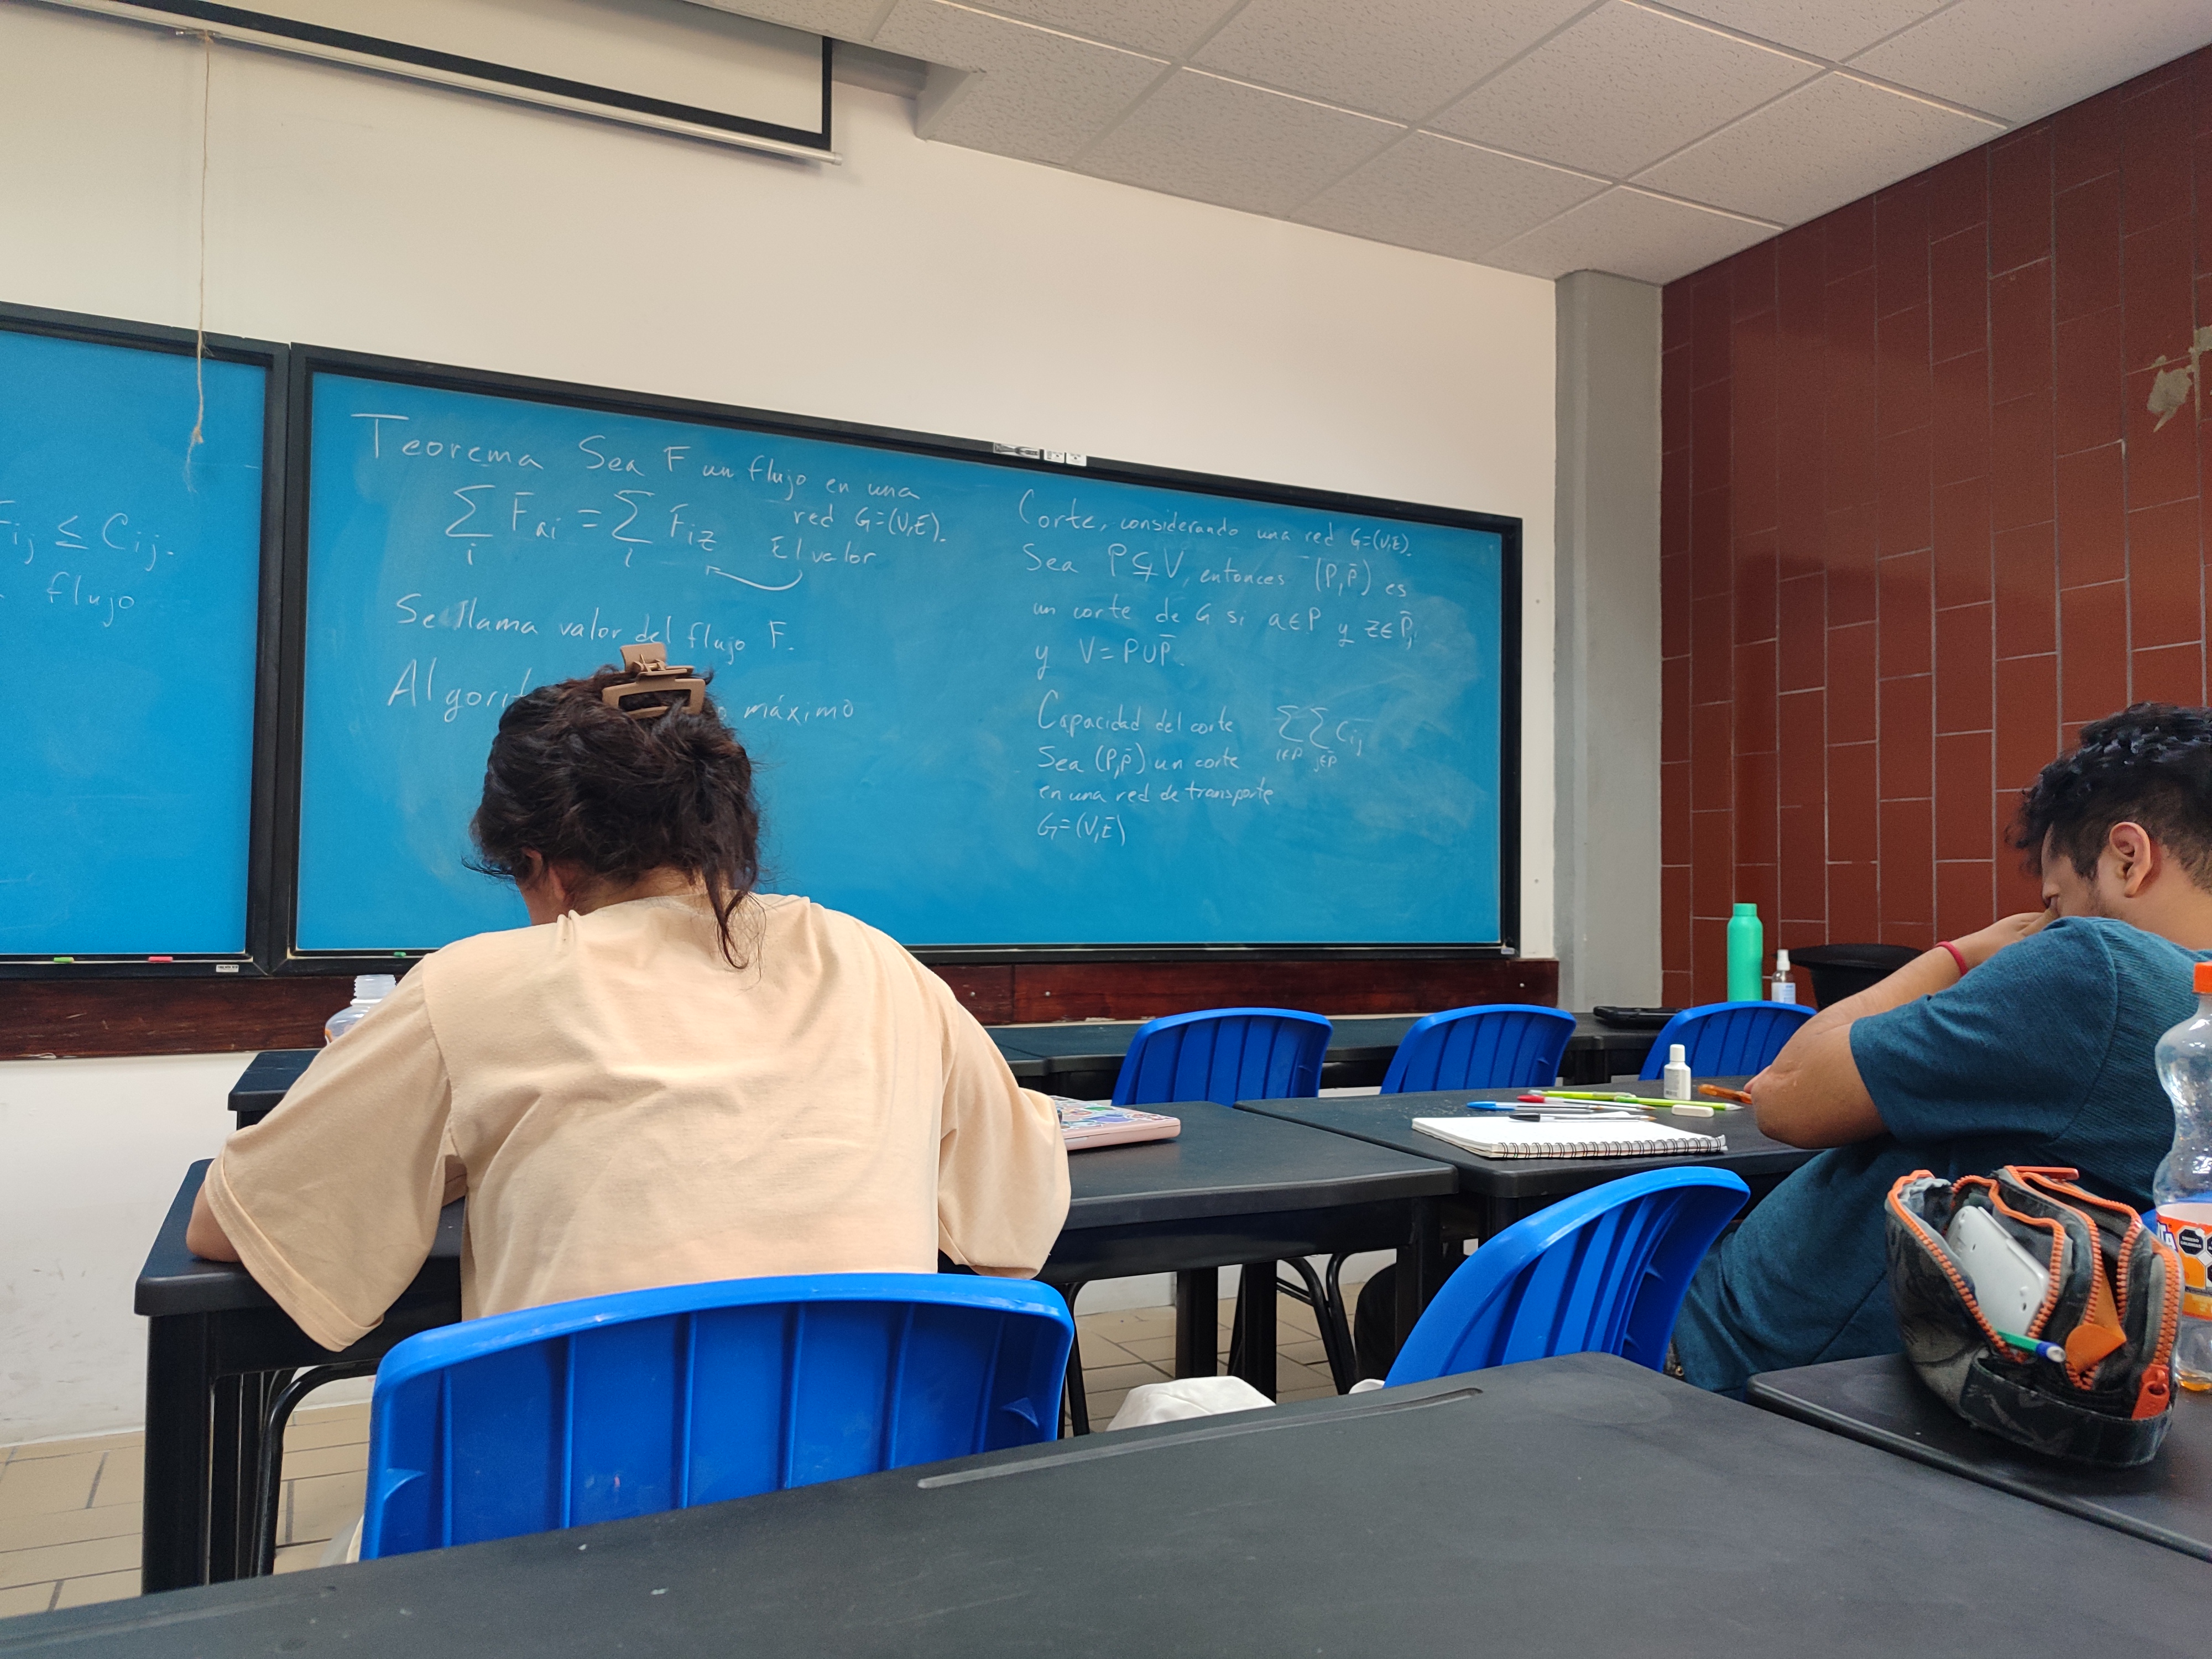 ij ≤ Cij.
flujo
Teorema Sea F un flujo en una
red G=(V,E).
∑i Fai = ∑i Fiz El valor
Se llama valor del flujo F.
máximo
Corte, considerando una red G=(V,E).
Sea P⊊V, entonces (P,P̄) es
un corte de G si a∈P y z∈P̄,
y V=P∪P̄.
Capacidad del corte ∑i∈P ∑j∈P̄ Cij
Sea (P,P̄) un corte
en una red de transporte
G=(V,E)